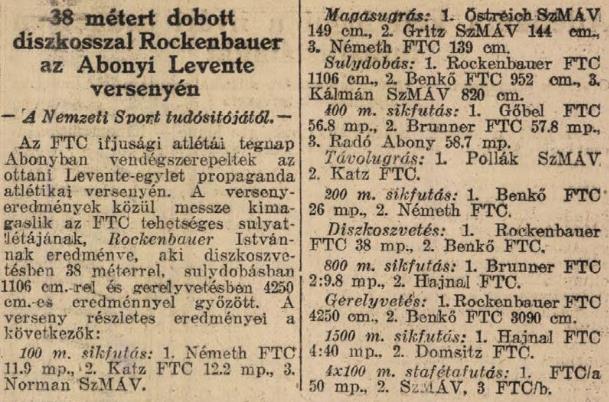 38 métert dobott
diszkosszal Rockenbauer
az Abonyi Levente
versenyén
— A Nemzeti Sport tudósitójától. —
Az FTC ifjusági atlétái tegnap
Abonyban vendégszerepeltek az
ottani Levente-egylet propaganda
atlétikai versenyén. A verseny-
eredmények közül messze kima-
gaslik az FTC tehetséges sulyat-
létájának, Rockenbauer István-
nak eredménye, aki diszkoszve-
tésben 38 méterrel, sulydobásban
1106 cm.-rel és gerelyvetésben 4250
cm.-es eredménnyel győzött. A
verseny részletes eredményei a
következők:
100 m. sikfutás: 1. Németh FTC
11.9 mp., 2. Katz FTC 12.2 mp., 3.
Norman SzMÁV.
Magasugrás: 1. Östreich SzMÁV
149 cm., 2. Gritz SzMÁV 144 cm.,
3. Németh FTC 139 cm.
Sulydobás: 1. Rockenbauer FTC
1106 cm., 2. Benkő FTC 952 cm., 3.
Kálmán SzMÁV 820 cm.
400 m. sikfutás: 1. Gőbel FTC
56.8 mp., 2. Brunner FTC 57.8 mp.,
3. Radó Abony 58.7 mp.
Távolugrás: 1. Pollák SzMÁV
2. Katz FTC.
200 m. sikfutás: 1. Benkő FTC
26 mp., 2. Németh FTC.
Diszkoszvetés: 1. Rockenbauer
FTC 38 mp., 2. Benkő FTC.
800 m. sikfutás: 1. Brunner FTC
2:9.8 mp., 2. Hajnal FTC.
Gerelyvetés: 1. Rockenbauer FTC
4250 cm., 2. Benkő FTC 3090 cm.
1500 m. sikfutás: 1. Hajnal FTC
4:40 mp., 2. Domsitz FTC.
4x100 m. stafétafutás: 1. FTC/a
50 mp., 2. SzMÁV, 3 FTC/b.